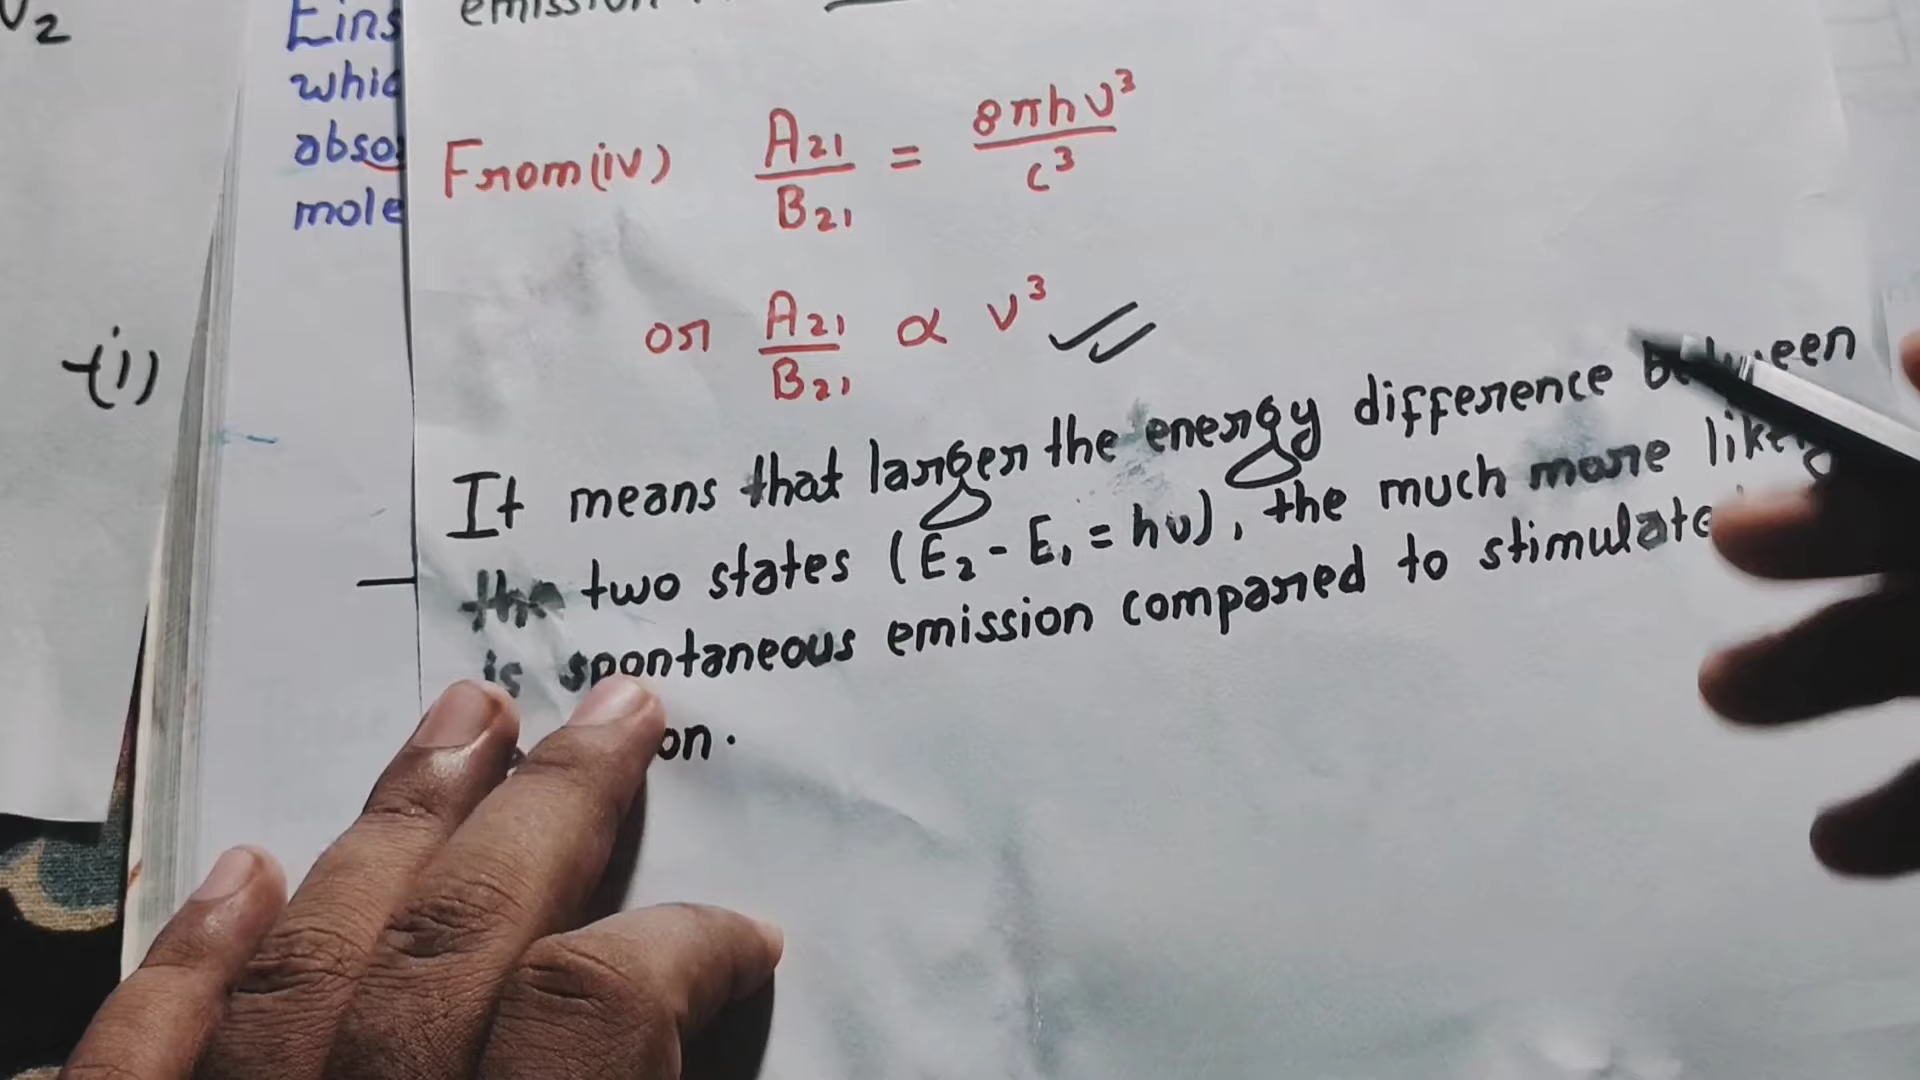 emission
From (iv) A21/B21 = 8πhν³/c³
or A21/B21 ∝ ν³
It means that larger the energy difference between
the two states (E₂ - E₁ = hν), the much more likely
is spontaneous emission compared to stimulate
on.
ν₂
-(i)
Eins
whic
abso
mole